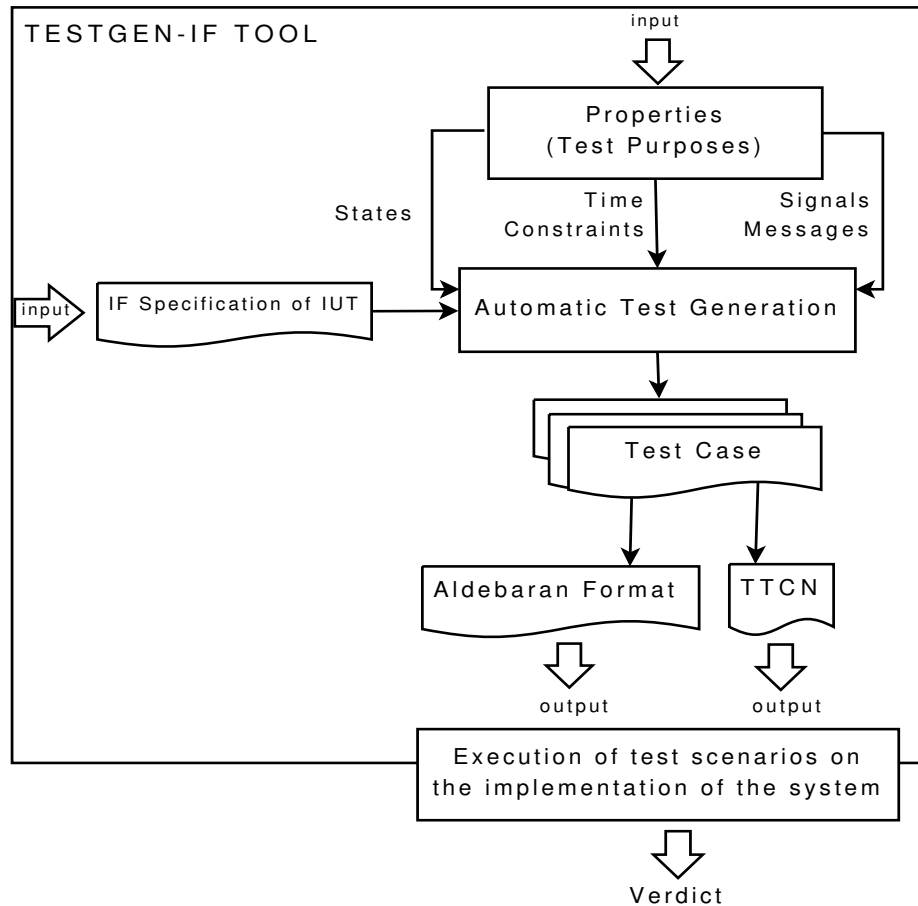 TESTGEN-IF TOOL
input
Properties
(Test Purposes)
States
Time
Constraints
Signals
Messages
input
IF Specification of IUT
Automatic Test Generation
Test Case
Aldebaran Format
TTCN
output
output
Execution of test scenarios on
the implementation of the system
Verdict